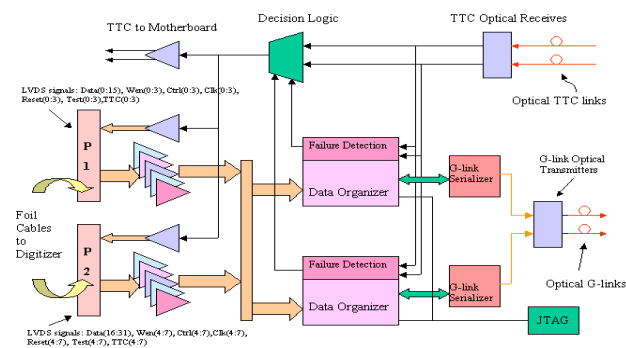 Decision Logic
TTC Optical Receives
TTC to Motherboard
LVDS signals: Data(0:15), Wen(0:3), Ctrl(0:3), Clk(0:3),
Reset(0:3), Test(0:3),TTC(0:3)
Optical TTC links
P
1
Failure Detection
Data Organizer
G-link
Serializer
G-link Optical
Transmitters
Foil
Cables
to
Digitizer
P
2
Failure Detection
Data Organizer
G-link
Serializer
Optical G-links
JTAG
LVDS signals: Data(16:31), Wen(4:7), Ctrl(4:7),Clk(4:7),
Reset(4:7), Test(4:7), TTC(4:7)